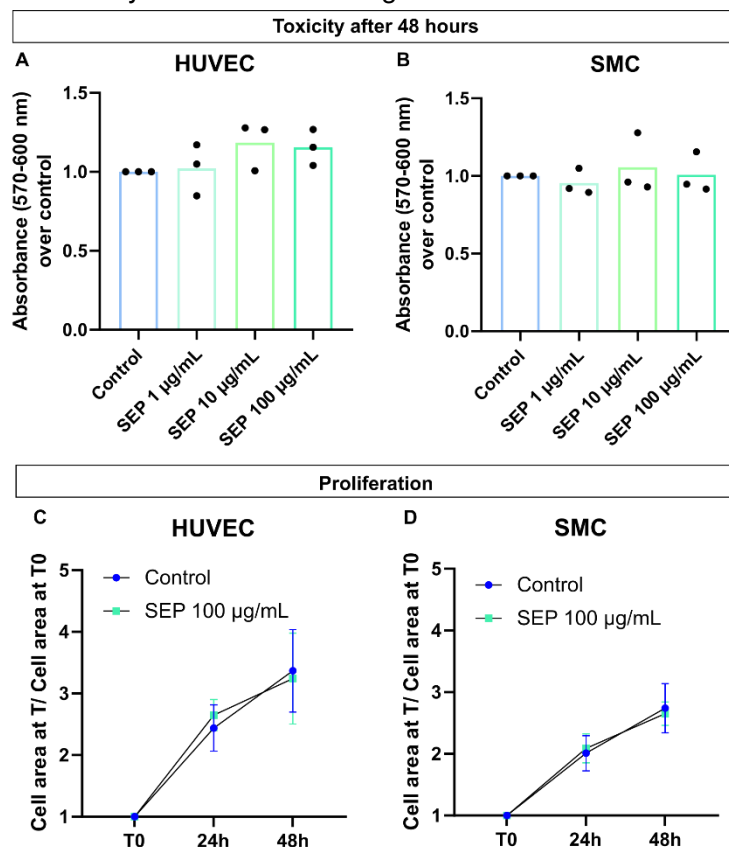 Toxicity after 48 hours
A
HUVEC
Absorbance (570-600 nm)
over control
1.5
1.0
0.5
0.0
Control
SEP 1 µg/mL
SEP 10 µg/mL
SEP 100 µg/mL
B
SMC
Absorbance (570-600 nm)
over control
1.5
1.0
0.5
0.0
Control
SEP 1 µg/mL
SEP 10 µg/mL
SEP 100 µg/mL
Proliferation
C
HUVEC
Cell area at T/ Cell area at T0
5
4
3
2
1
Control
SEP 100 µg/mL
T0
24h
48h
D
SMC
Cell area at T/ Cell area at T0
5
4
3
2
1
Control
SEP 100 µg/mL
T0
24h
48h